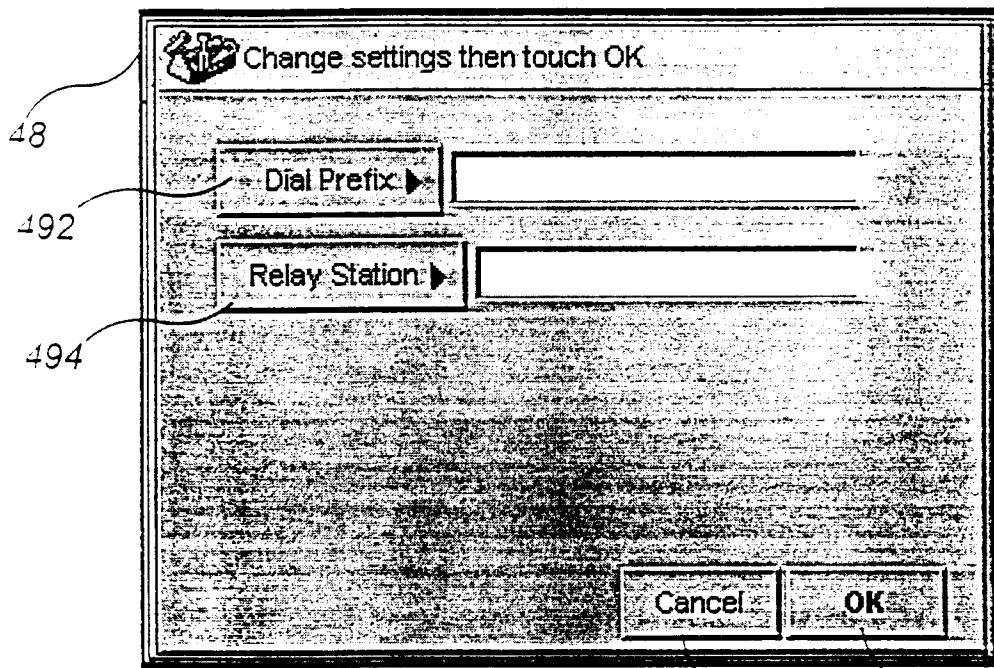 Change settings then touch OK
48
Dial Prefix ▶
492
Relay Station ▶
494
Cancel
OK